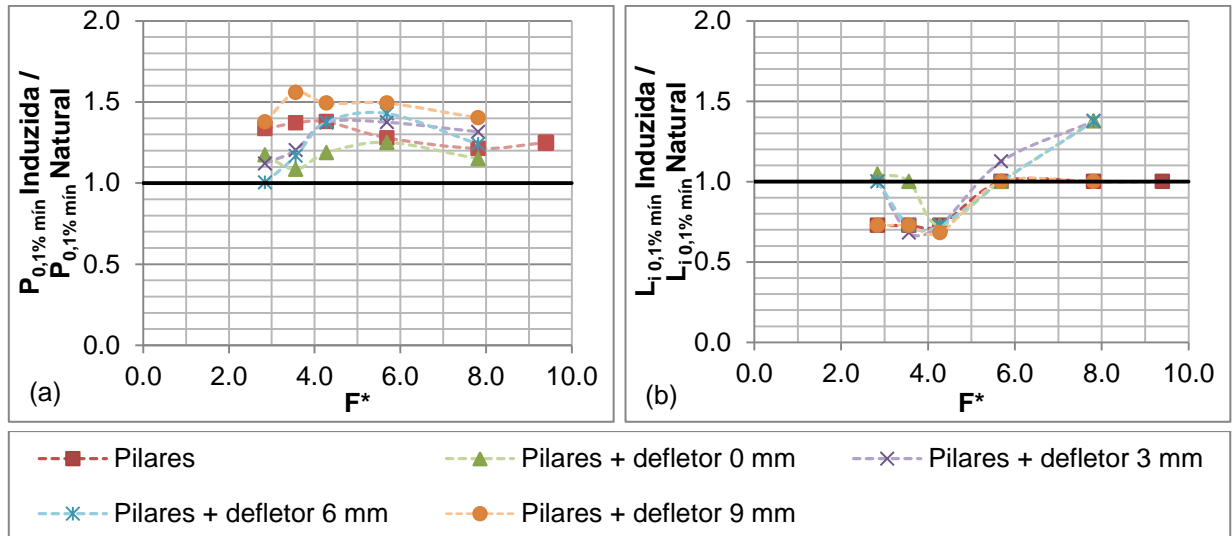 P0,1% mín Induzida /
P0,1% mín Natural
2.0
1.5
1.0
0.5
0.0
0.0 2.0 4.0 6.0 8.0 10.0
F*
(a)
Li 0,1% mín Induzida /
Li 0,1% mín Natural
2.0
1.5
1.0
0.5
0.0
0.0 2.0 4.0 6.0 8.0 10.0
F*
(b)
Pilares Pilares + defletor 0 mm Pilares + defletor 3 mm
Pilares + defletor 6 mm Pilares + defletor 9 mm